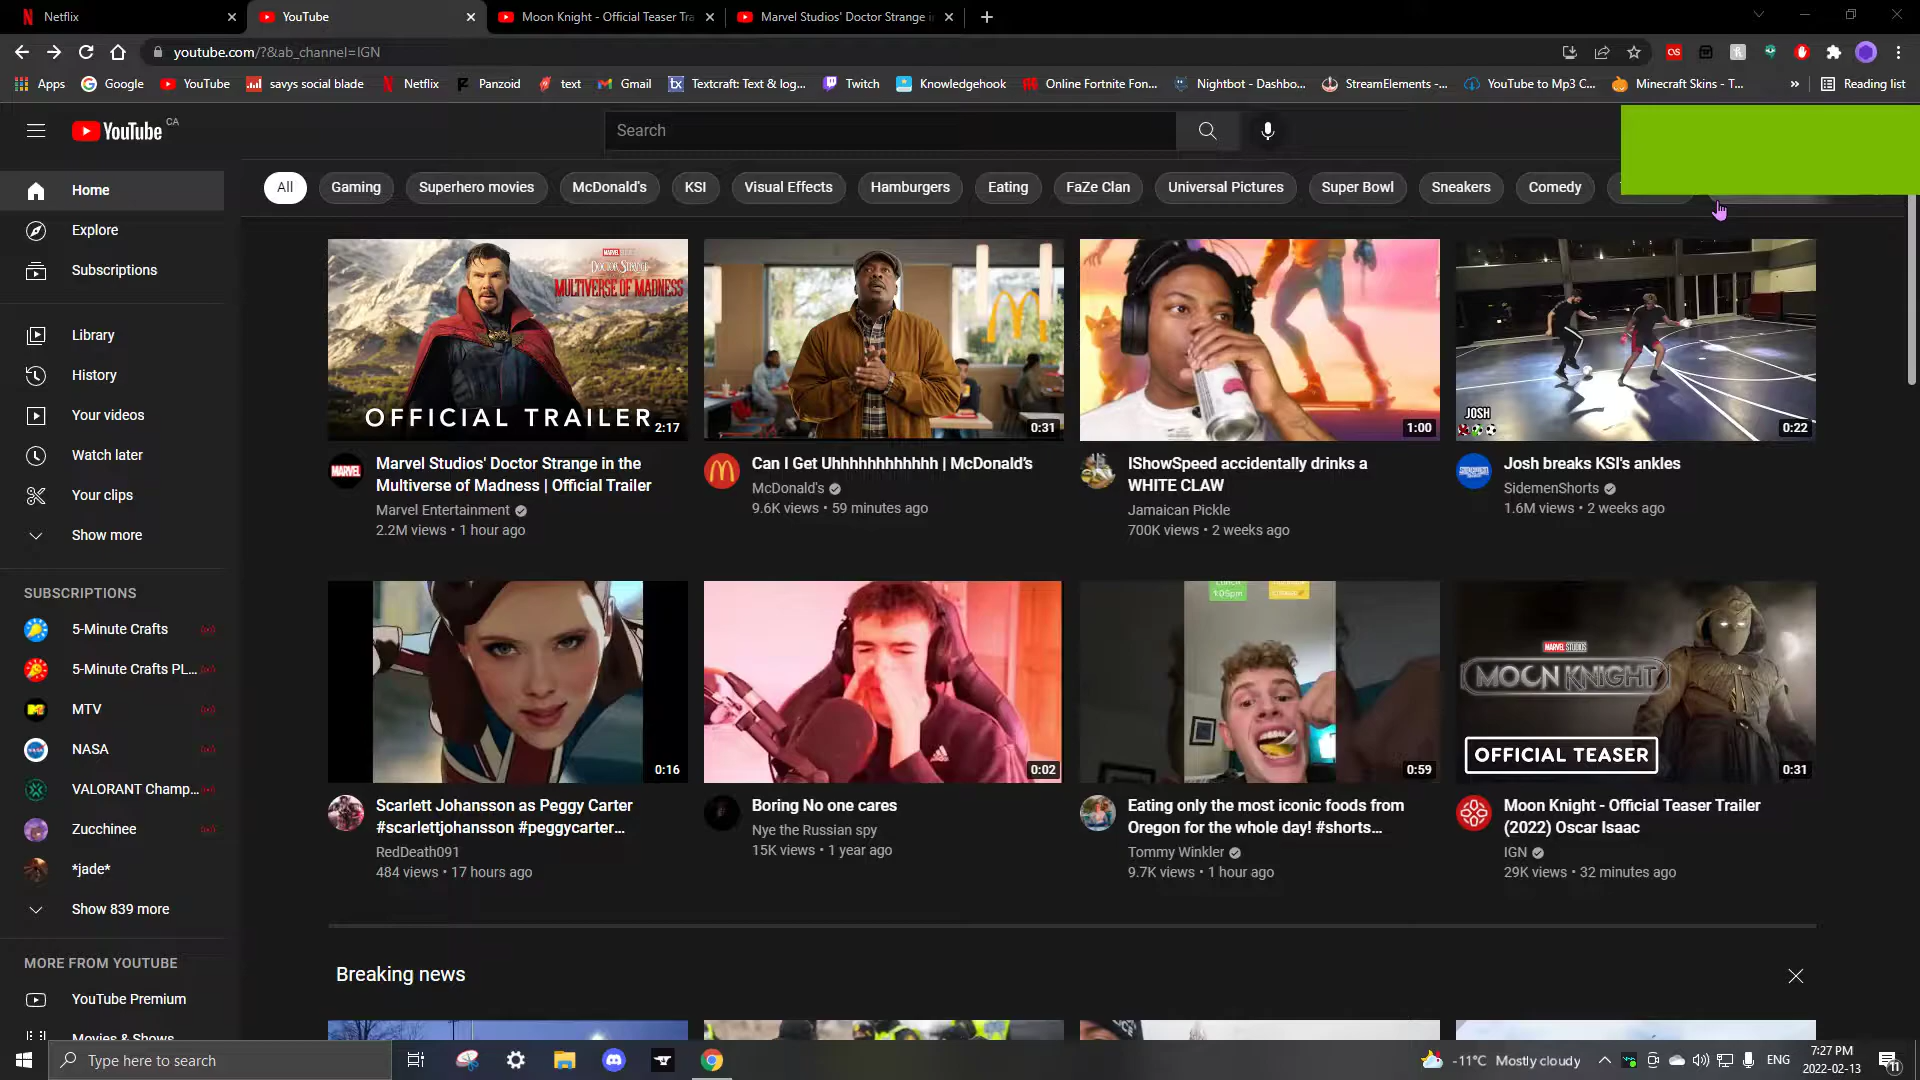 Netflix
YouTube
Moon Knight - Official Teaser Tra
Marvel Studios' Doctor Strange i
youtube.com/?&ab_channel=IGN
Apps
Google
YouTube
savys social blade
Netflix
Panzoid
text
Gmail
Textcraft: Text & log...
Twitch
Knowledgehook
Online Fortnite Fon...
Nightbot - Dashbo...
StreamElements -...
YouTube to Mp3 C...
Minecraft Skins - T...
»
Reading list
YouTube CA
Search
All
Gaming
Superhero movies
McDonald's
KSI
Visual Effects
Hamburgers
Eating
FaZe Clan
Universal Pictures
Super Bowl
Sneakers
Comedy
Home
Explore
Subscriptions
Library
History
Your videos
Watch later
Your clips
Show more
SUBSCRIPTIONS
5-Minute Crafts
5-Minute Crafts PL...
MTV
NASA
VALORANT Champ...
Zucchinee
*jade*
Show 839 more
MORE FROM YOUTUBE
YouTube Premium
Movies & Shows
MARVEL STUDIOS
DOCTOR STRANGE
MULTIVERSE OF MADNESS
OFFICIAL TRAILER
2:17
MARVEL
Marvel Studios' Doctor Strange in the
Multiverse of Madness | Official Trailer
Marvel Entertainment
2.2M views • 1 hour ago
0:31
Can I Get Uhhhhhhhhhhhh | McDonald’s
McDonald's
9.6K views • 59 minutes ago
1:00
IShowSpeed accidentally drinks a
WHITE CLAW
Jamaican Pickle
700K views • 2 weeks ago
JOSH
0:22
Josh breaks KSI's ankles
SidemenShorts
1.6M views • 2 weeks ago
0:16
Scarlett Johansson as Peggy Carter
#scarlettjohansson #peggycarter...
RedDeath091
484 views • 17 hours ago
0:02
Boring No one cares
Nye the Russian spy
15K views • 1 year ago
1:05pm
0:59
Eating only the most iconic foods from
Oregon for the whole day! #shorts...
Tommy Winkler
9.7K views • 1 hour ago
MARVEL STUDIOS
MOON KNIGHT
OFFICIAL TEASER
0:31
Moon Knight - Official Teaser Trailer
(2022) Oscar Isaac
IGN
29K views • 32 minutes ago
Breaking news
Type here to search
-11°C Mostly cloudy
ENG
7:27 PM
2022-02-13
11